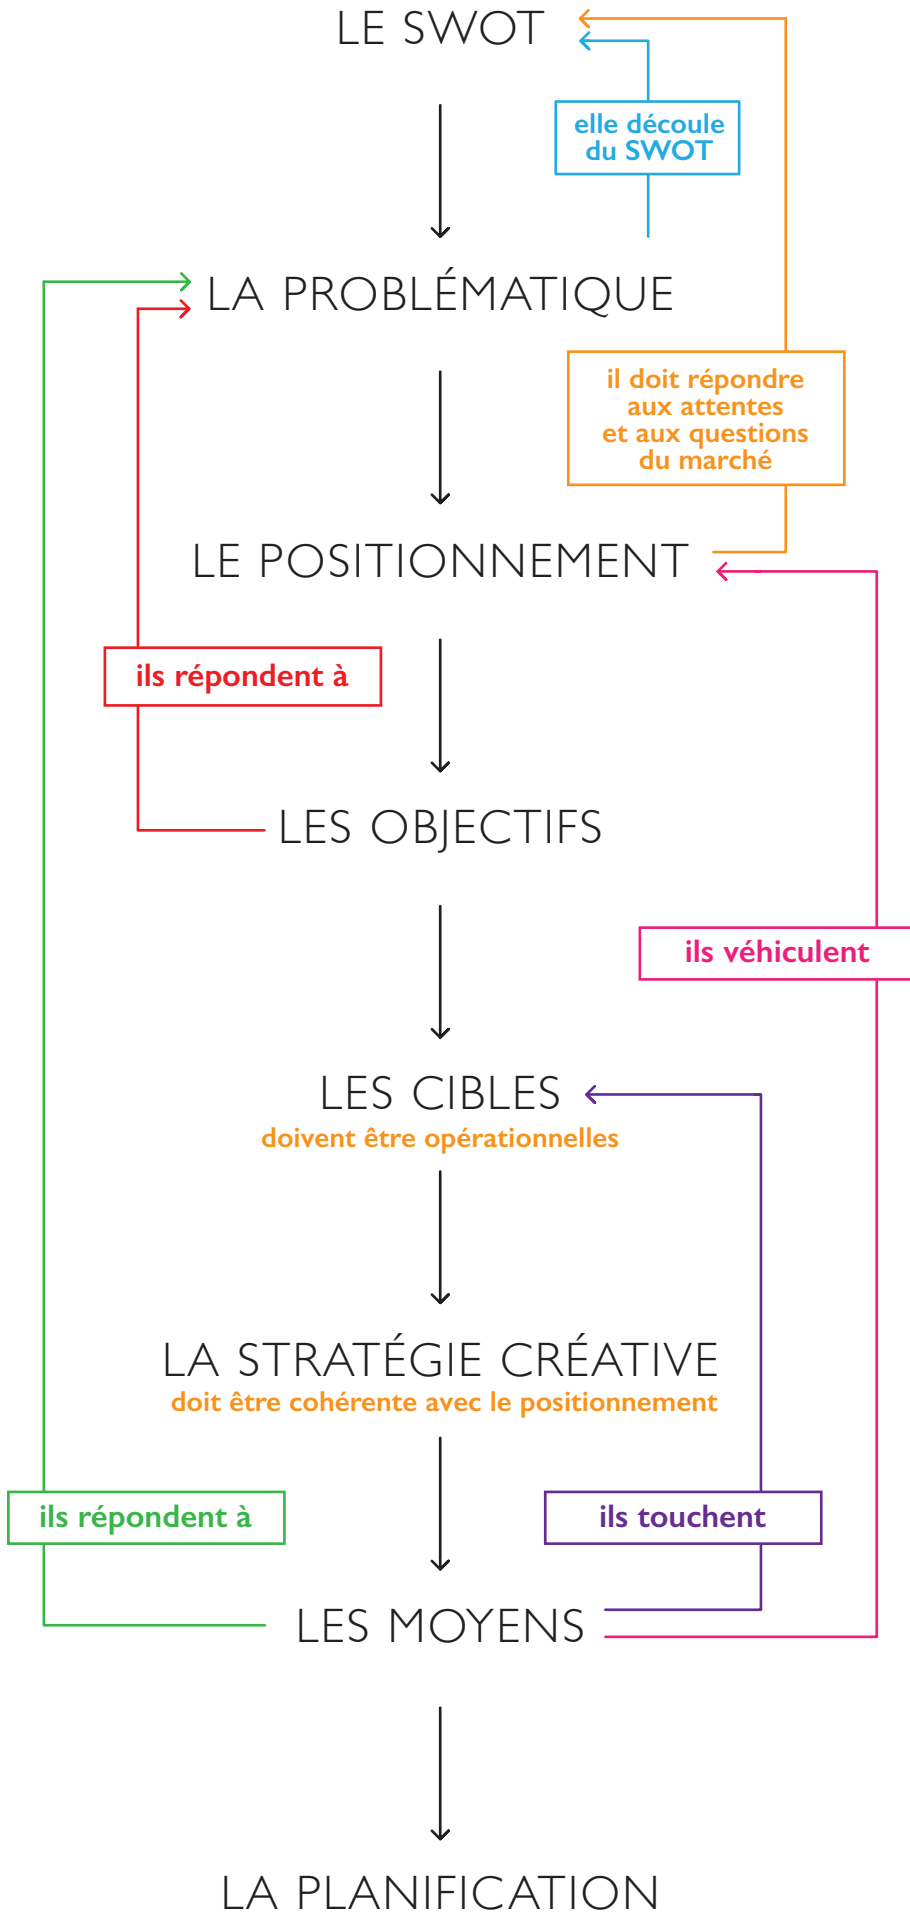 LE SWOT
elle découle
du SWOT
LA PROBLÉMATIQUE
il doit répondre
aux attentes
et aux questions
du marché
LE POSITIONNEMENT
ils répondent à
LES OBJECTIFS
ils véhiculent
LES CIBLES
doivent être opérationnelles
LA STRATÉGIE CRÉATIVE
doit être cohérente avec le positionnement
ils répondent à
ils touchent
LES MOYENS
LA PLANIFICATION